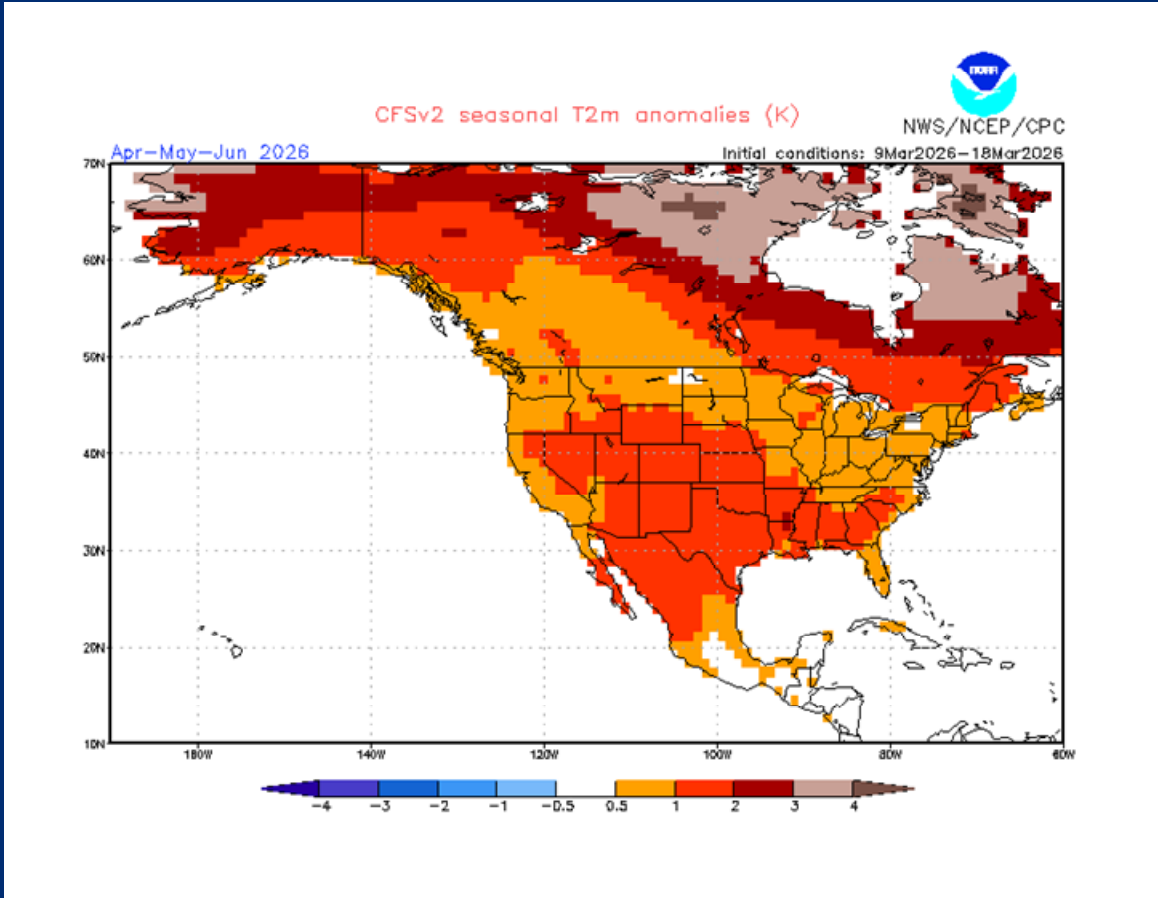 noaa
CFSv2 seasonal T2m anomalies (K)
NWS/NCEP/CPC
Apr-May-Jun 2026
Initial conditions: 9Mar2026-18Mar2026
70N
60N
50N
40N
30N
20N
10N
180W
140W
120W
100W
80W
60W
-4 -3 -2 -1 -0.5 0.5 1 2 3 4